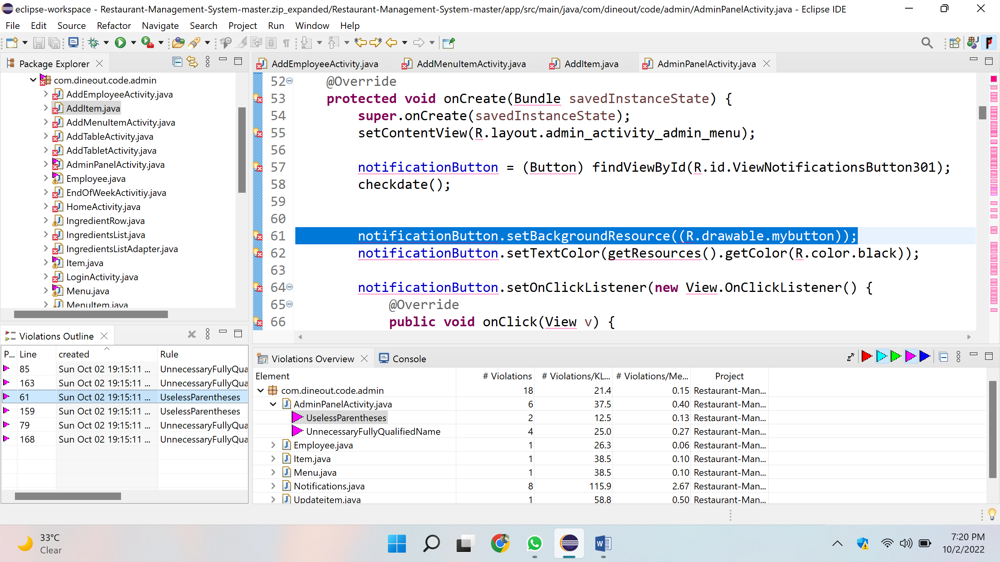 eclipse-workspace - Restaurant-Management-System-master.zip_expanded/Restaurant-Management-System-master/app/src/main/java/com/dineout/code/admin/AdminPanelActivity.java - Eclipse IDE
File Edit Source Refactor Navigate Search Project Run Window Help
Package Explorer
com.dineout.code.admin
AddEmployeeActivity.java
AddItem.java
AddMenuItemActivity.java
AddTableActivity.java
AddTabletActivity.java
AdminPanelActivity.java
Employee.java
EndOfWeekActivitiy.java
HomeActivity.java
IngredientRow.java
IngredientsList.java
IngredientsListAdapter.java
Item.java
LoginActivity.java
Menu.java
MenuItem.java
AddEmployeeActivity.java AddMenuItemActivity.java AddItem.java AdminPanelActivity.java
52 @Override
53 protected void onCreate(Bundle savedInstanceState) {
54 super.onCreate(savedInstanceState);
55 setContentView(R.layout.admin_activity_admin_menu);
56
57 notificationButton = (Button) findViewById(R.id.ViewNotificationsButton301);
58 checkdate();
59
60
61 notificationButton.setBackgroundResource((R.drawable.mybutton));
62 notificationButton.setTextColor(getResources().getColor(R.color.black));
63
64 notificationButton.setOnClickListener(new View.OnClickListener() {
65 @Override
66 public void onClick(View v) {
Violations Outline
P... Line created Rule
85 Sun Oct 02 19:15:11 ... UnnecessaryFullyQua
163 Sun Oct 02 19:15:11 ... UnnecessaryFullyQua
61 Sun Oct 02 19:15:11 ... UselessParentheses
159 Sun Oct 02 19:15:11 ... UselessParentheses
79 Sun Oct 02 19:15:11 ... UnnecessaryFullyQua
168 Sun Oct 02 19:15:11 ... UnnecessaryFullyQua
Violations Overview Console
Element # Violations # Violations/KL... # Violations/Me... Project
com.dineout.code.admin 18 21.4 0.15 Restaurant-Man...
AdminPanelActivity.java 6 37.5 0.40 Restaurant-Man...
UselessParentheses 2 12.5 0.13 Restaurant-Man...
UnnecessaryFullyQualifiedName 4 25.0 0.27 Restaurant-Man...
Employee.java 1 26.3 0.06 Restaurant-Man...
Item.java 1 38.5 0.10 Restaurant-Man...
Menu.java 1 38.5 0.10 Restaurant-Man...
Notifications.java 8 115.9 2.67 Restaurant-Man...
Updateitem.java 1 58.8 0.50 Restaurant-Man...
33°C
Clear
7:20 PM
10/2/2022